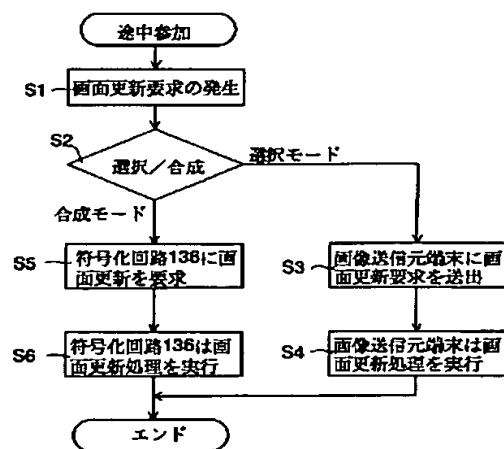 途中参加
S1
画面更新要求の発生
S2
選択／合成
選択モード
合成モード
S5
符号化回路136に画
面更新を要求
S3
画像送信元端末に画
面更新要求を送出
S6
符号化回路136は画
面更新処理を実行
S4
画像送信元端末は画
面更新処理を実行
エンド